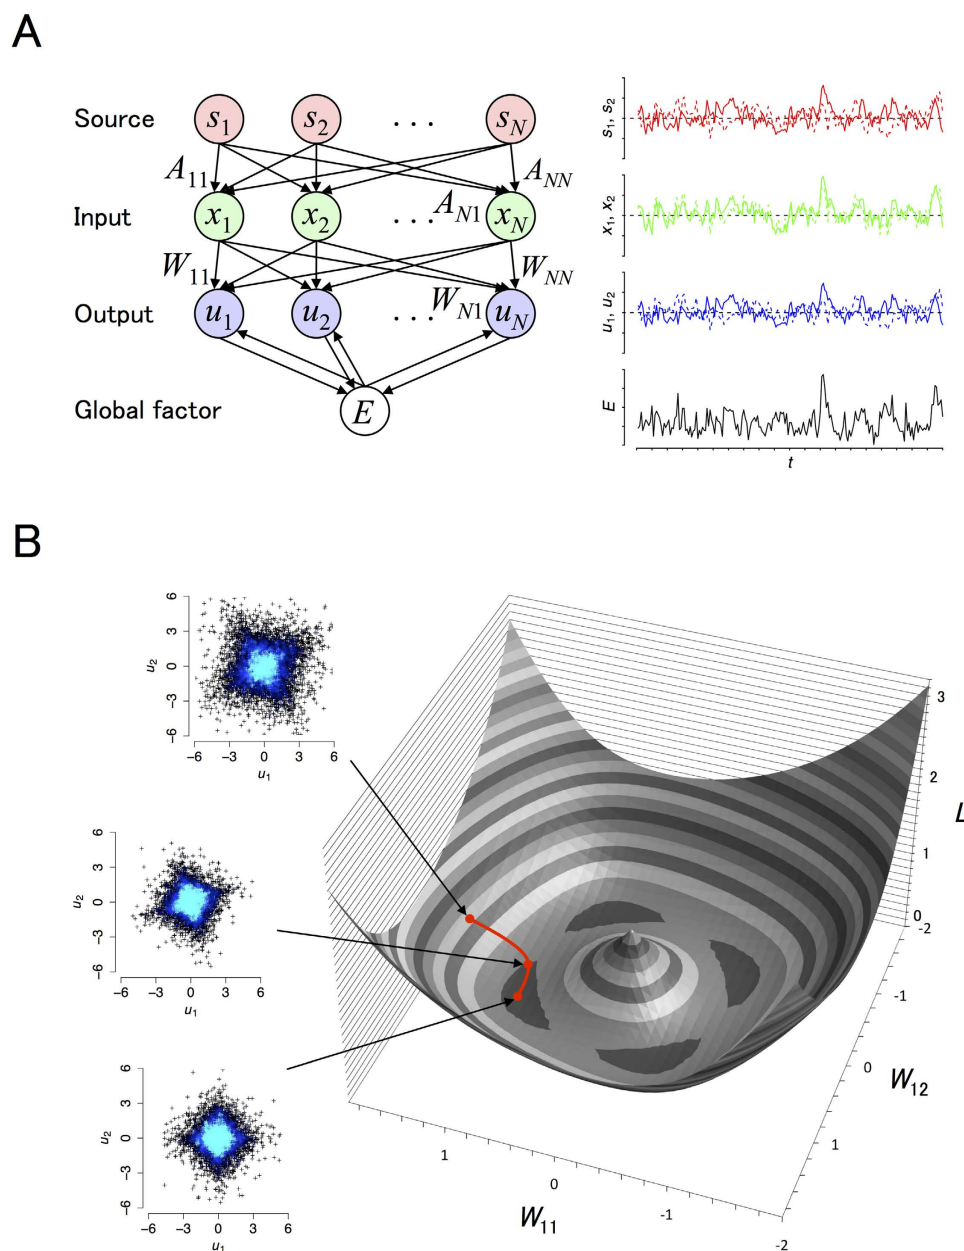 A
Source s1 s2 ... sN
A11 ANN
Input x1 x2 ... AN1 xN
W11 WNN
Output u1 u2 ... WN1 uN
Global factor E
s1, s2
x1, x2
u1, u2
E
t
B
6
3
0
−3
−6
u2
−6 −3 0 3 6
u1
6
3
0
−3
−6
u2
−6 −3 0 3 6
u1
6
3
0
−3
−6
u2
−6 −3 0 3 6
u1
3
2
1
0
L
-2
-1
0
1
W12
1
0
-1
-2
W11